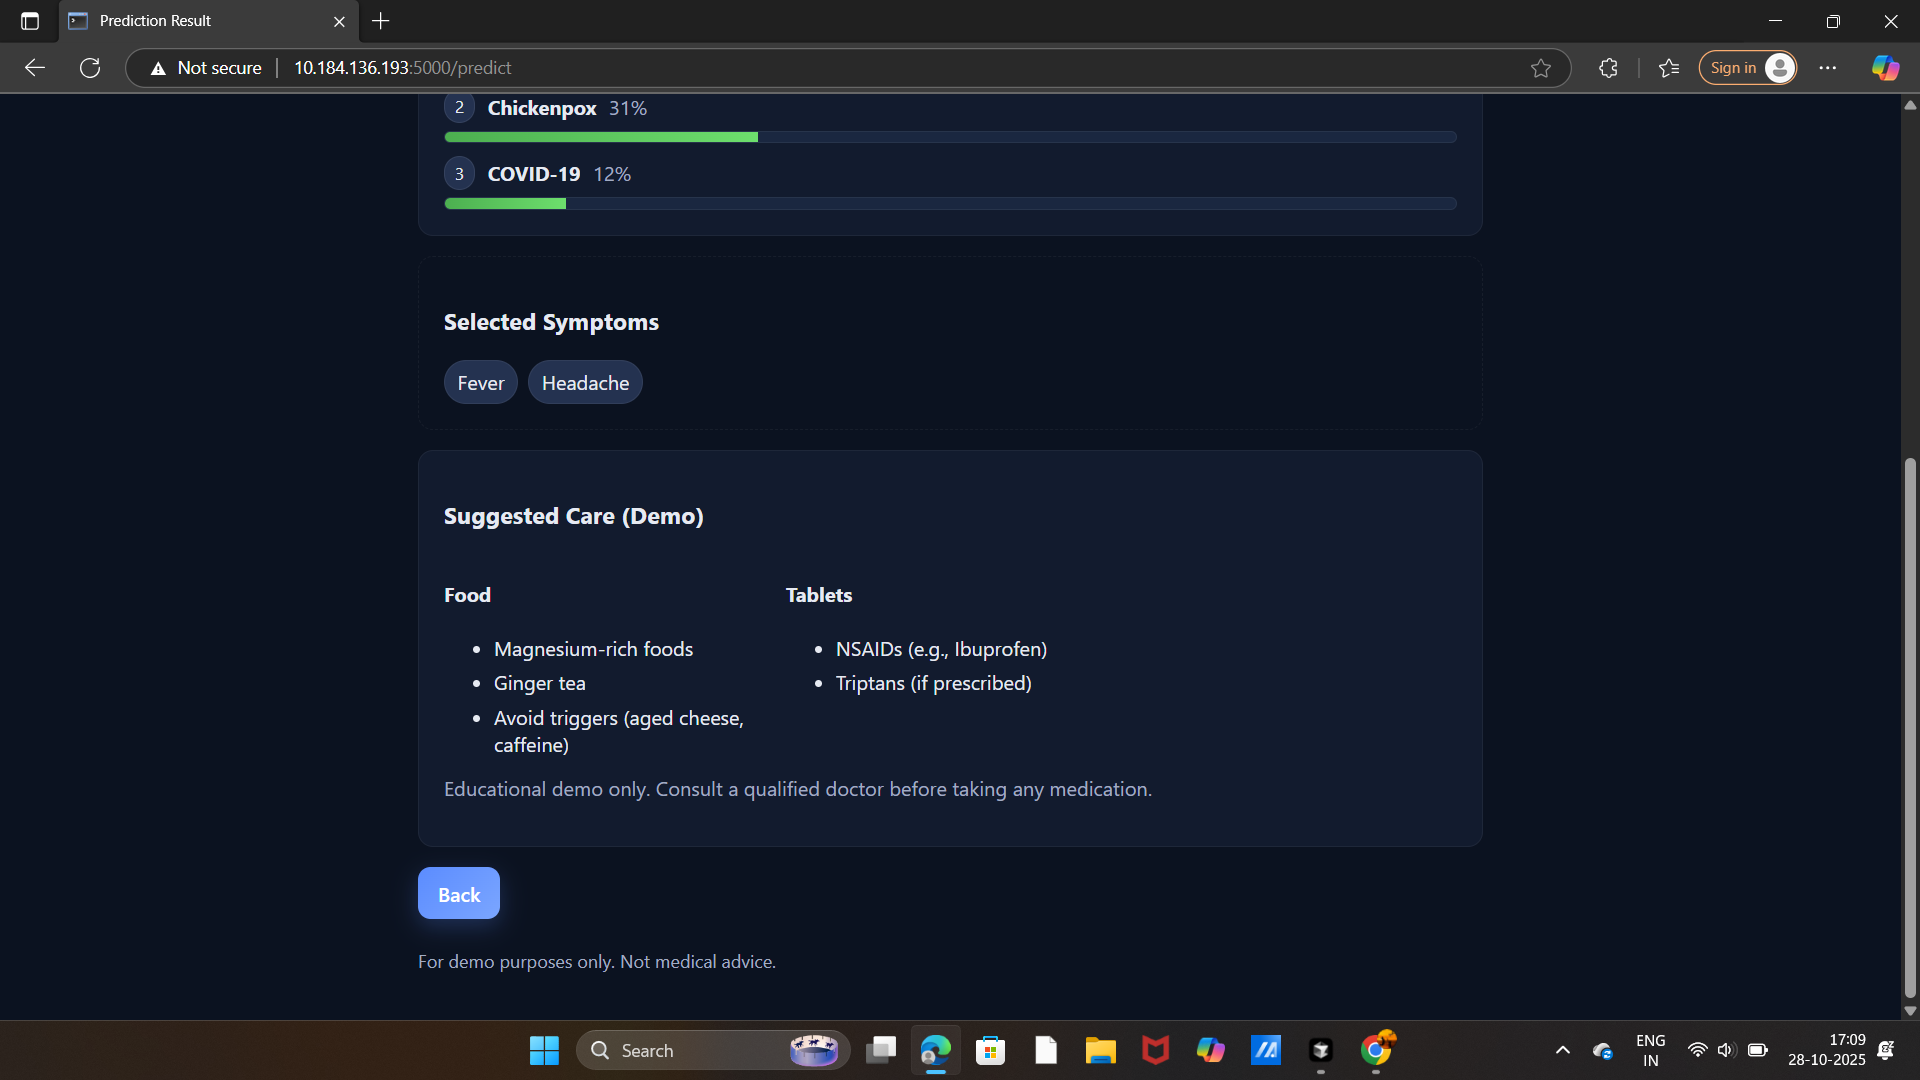 Prediction Result
Not secure
10.184.136.193:5000/predict
Sign in
2 Chickenpox 31%
3 COVID-19 12%
Selected Symptoms
Fever Headache
Suggested Care (Demo)
Food
Magnesium-rich foods
Ginger tea
Avoid triggers (aged cheese,
caffeine)
Tablets
NSAIDs (e.g., Ibuprofen)
Triptans (if prescribed)
Educational demo only. Consult a qualified doctor before taking any medication.
Back
For demo purposes only. Not medical advice.
Search
ENG
IN
17:09
28-10-2025